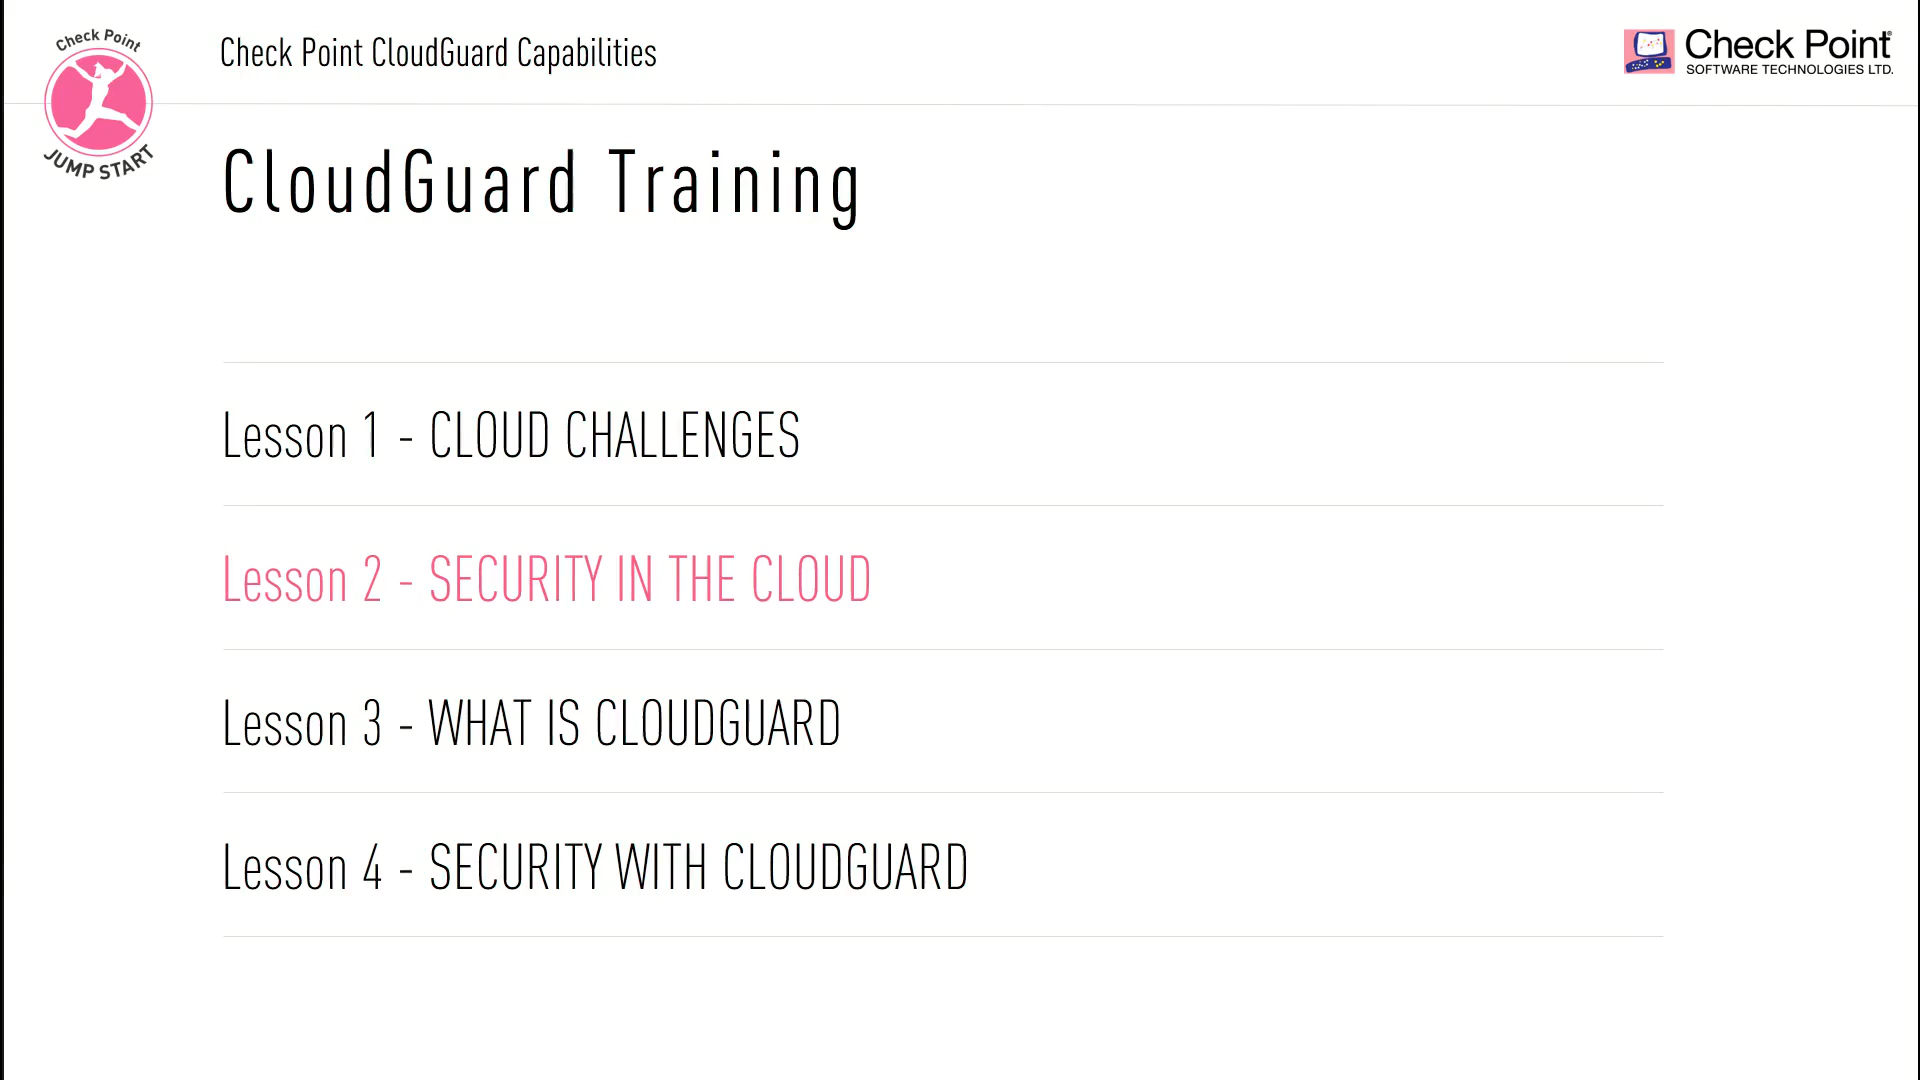 Check Point
JUMP START
Check Point CloudGuard Capabilities
Check Point®
SOFTWARE TECHNOLOGIES LTD.
CloudGuard Training
Lesson 1 - CLOUD CHALLENGES
Lesson 2 - SECURITY IN THE CLOUD
Lesson 3 - WHAT IS CLOUDGUARD
Lesson 4 - SECURITY WITH CLOUDGUARD